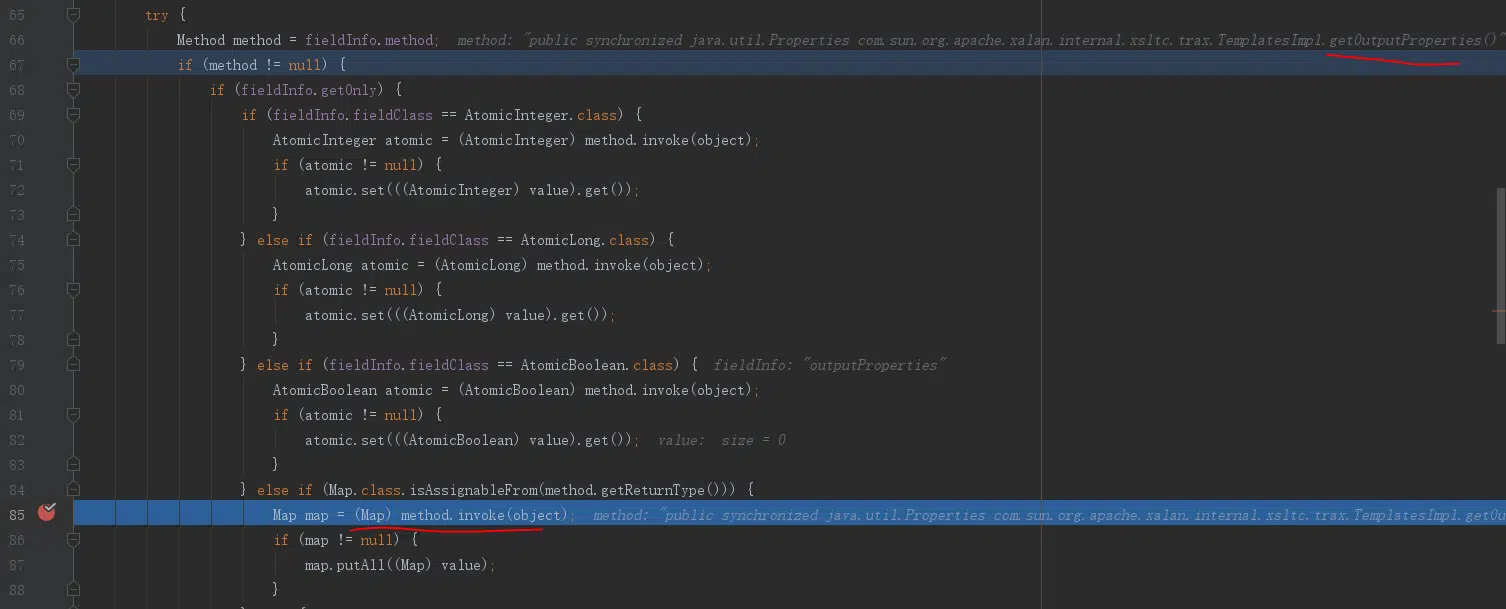 65 try {
66 Method method = fieldInfo.method; method: "public synchronized java.util.Properties com.sun.org.apache.xalan.internal.xsltc.trax.TemplatesImpl.getOutputProperties()"
67 if (method != null) {
68 if (fieldInfo.getOnly) {
69 if (fieldInfo.fieldClass == AtomicInteger.class) {
70 AtomicInteger atomic = (AtomicInteger) method.invoke(object);
71 if (atomic != null) {
72 atomic.set(((AtomicInteger) value).get());
73 }
74 } else if (fieldInfo.fieldClass == AtomicLong.class) {
75 AtomicLong atomic = (AtomicLong) method.invoke(object);
76 if (atomic != null) {
77 atomic.set(((AtomicLong) value).get());
78 }
79 } else if (fieldInfo.fieldClass == AtomicBoolean.class) { fieldInfo: "outputProperties"
80 AtomicBoolean atomic = (AtomicBoolean) method.invoke(object);
81 if (atomic != null) {
82 atomic.set(((AtomicBoolean) value).get()); value: size = 0
83 }
84 } else if (Map.class.isAssignableFrom(method.getReturnType())) {
85 Map map = (Map) method.invoke(object); method: "public synchronized java.util.Properties com.sun.org.apache.xalan.internal.xsltc.trax.TemplatesImpl.getOu
86 if (map != null) {
87 map.putAll((Map) value);
88 }